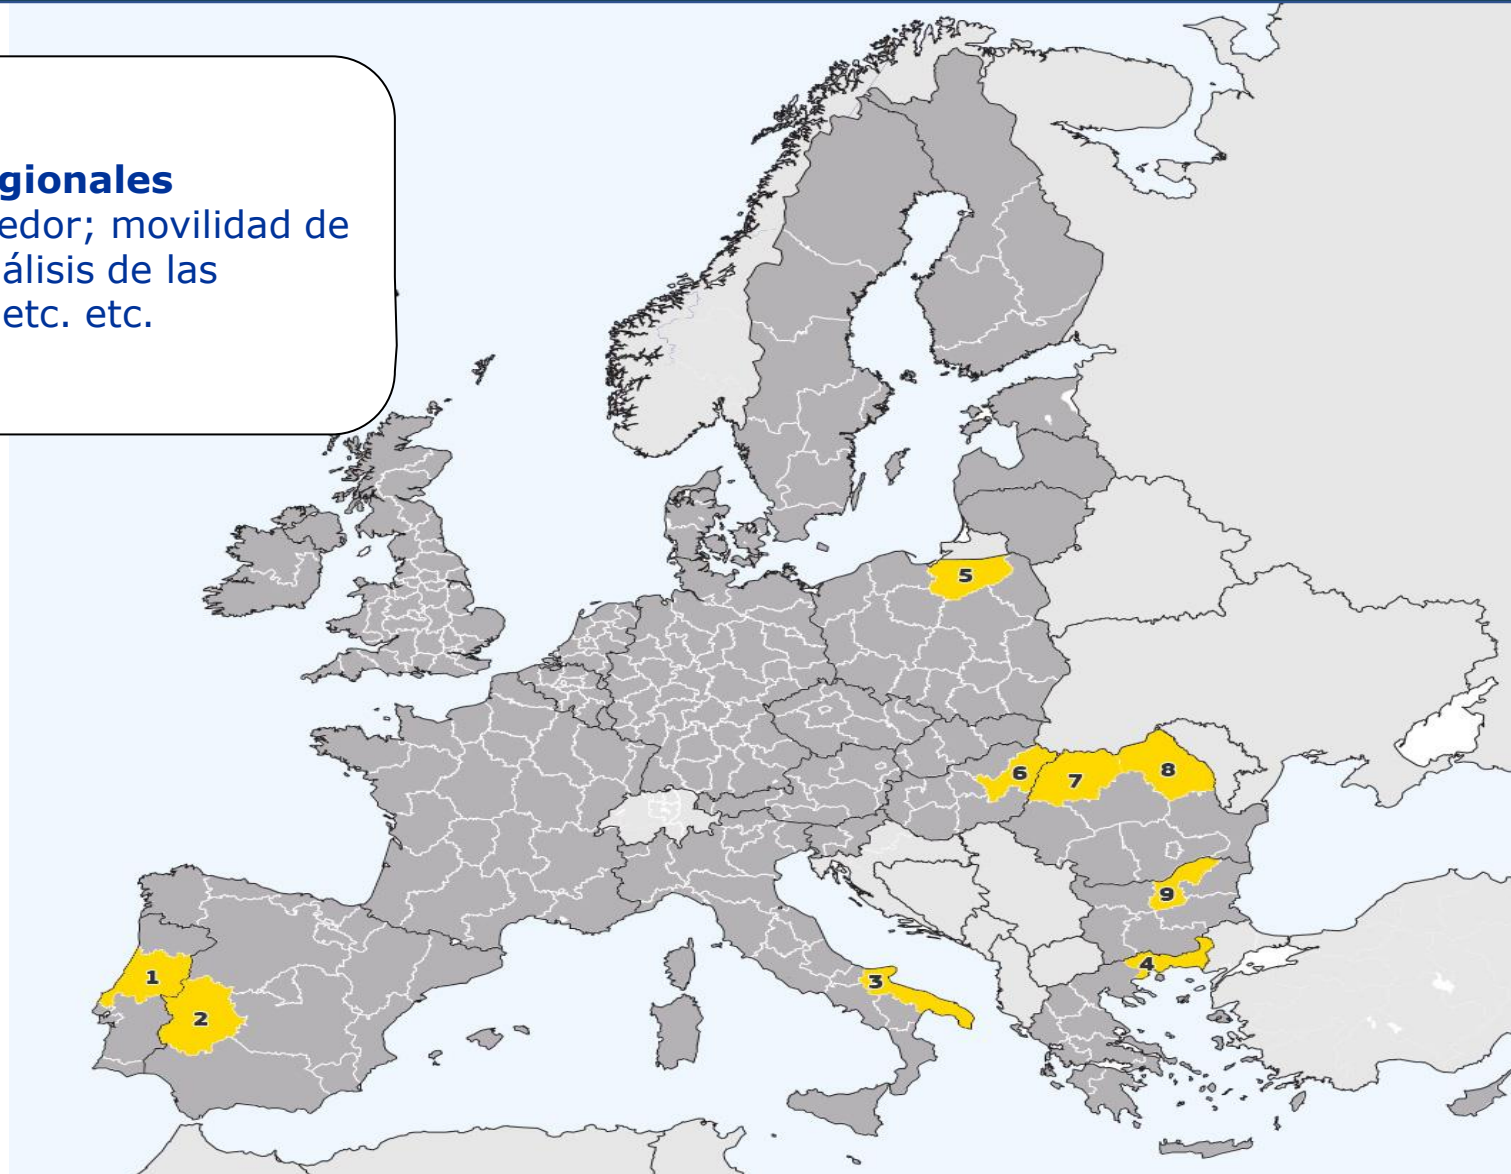 gionales
edor; movilidad de
álisis de las
etc. etc.
5
6
7
8
9
4
3
1
2